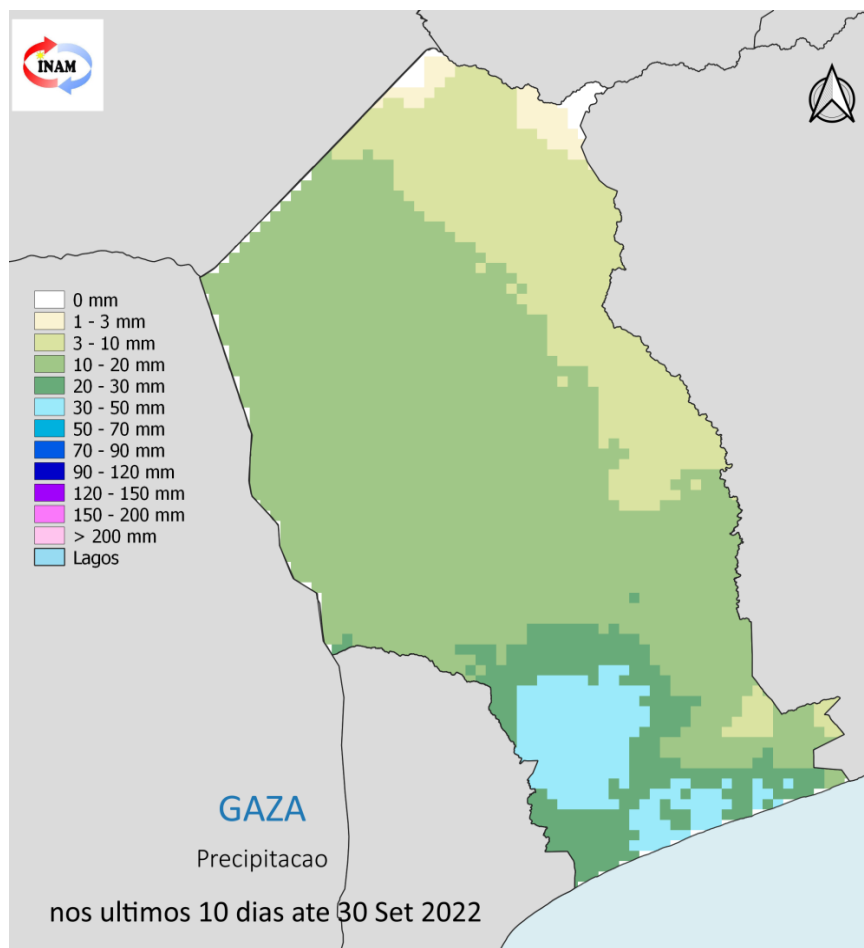 INAM
0 mm
1 - 3 mm
3 - 10 mm
10 - 20 mm
20 - 30 mm
30 - 50 mm
50 - 70 mm
70 - 90 mm
90 - 120 mm
120 - 150 mm
150 - 200 mm
> 200 mm
Lagos
GAZA
Precipitacao
nos ultimos 10 dias ate 30 Set 2022